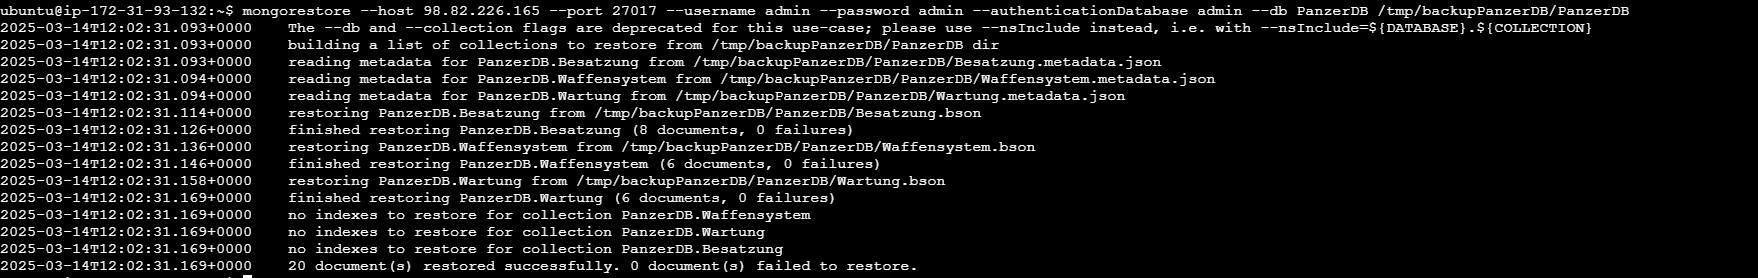 ubuntu@ip-172-31-93-132:~$ mongorestore --host 98.82.226.165 --port 27017 --username admin --password admin --authenticationDatabase admin --db PanzerDB /tmp/backupPanzerDB/PanzerDB
2025-03-14T12:02:31.093+0000    The --db and --collection flags are deprecated for this use-case; please use --nsInclude instead, i.e. with --nsInclude=${DATABASE}.${COLLECTION}
2025-03-14T12:02:31.093+0000    building a list of collections to restore from /tmp/backupPanzerDB/PanzerDB dir
2025-03-14T12:02:31.093+0000    reading metadata for PanzerDB.Besatzung from /tmp/backupPanzerDB/PanzerDB/Besatzung.metadata.json
2025-03-14T12:02:31.094+0000    reading metadata for PanzerDB.Waffensystem from /tmp/backupPanzerDB/PanzerDB/Waffensystem.metadata.json
2025-03-14T12:02:31.094+0000    reading metadata for PanzerDB.Wartung from /tmp/backupPanzerDB/PanzerDB/Wartung.metadata.json
2025-03-14T12:02:31.114+0000    restoring PanzerDB.Besatzung from /tmp/backupPanzerDB/PanzerDB/Besatzung.bson
2025-03-14T12:02:31.126+0000    finished restoring PanzerDB.Besatzung (8 documents, 0 failures)
2025-03-14T12:02:31.136+0000    restoring PanzerDB.Waffensystem from /tmp/backupPanzerDB/PanzerDB/Waffensystem.bson
2025-03-14T12:02:31.146+0000    finished restoring PanzerDB.Waffensystem (6 documents, 0 failures)
2025-03-14T12:02:31.158+0000    restoring PanzerDB.Wartung from /tmp/backupPanzerDB/PanzerDB/Wartung.bson
2025-03-14T12:02:31.169+0000    finished restoring PanzerDB.Wartung (6 documents, 0 failures)
2025-03-14T12:02:31.169+0000    no indexes to restore for collection PanzerDB.Waffensystem
2025-03-14T12:02:31.169+0000    no indexes to restore for collection PanzerDB.Wartung
2025-03-14T12:02:31.169+0000    no indexes to restore for collection PanzerDB.Besatzung
2025-03-14T12:02:31.169+0000    20 document(s) restored successfully. 0 document(s) failed to restore.